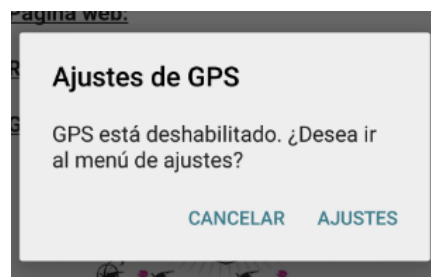 Página web:
R
G
Ajustes de GPS
GPS está deshabilitado. ¿Desea ir
al menú de ajustes?
CANCELAR AJUSTES